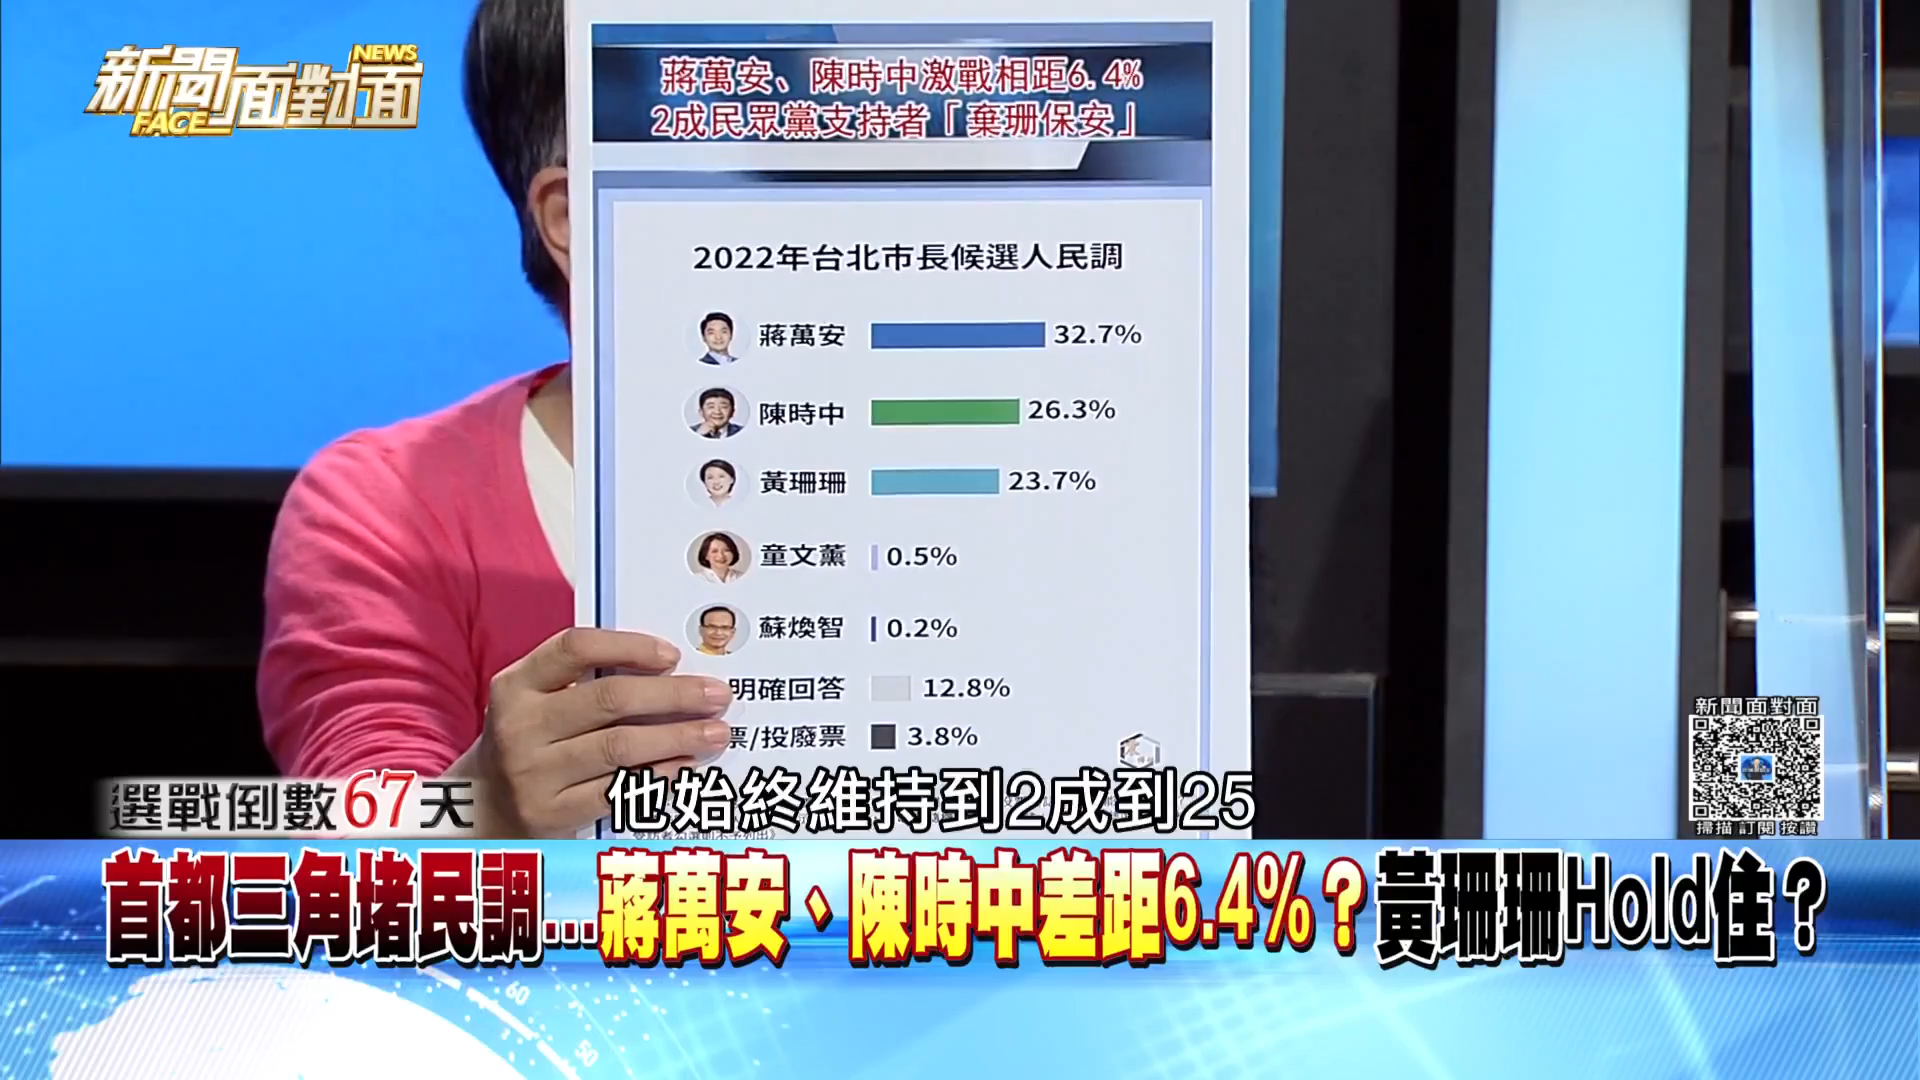 新聞面對面
NEWS
FACE
蔣萬安、陳時中激戰相距6.4%
2成民眾黨支持者「棄珊保安」
2022年台北市長候選人民調
蔣萬安 32.7%
陳時中 26.3%
黃珊珊 23.7%
童文薰 0.5%
蘇煥智 0.2%
明確回答 12.8%
票/投廢票 3.8%
新聞面對面
掃描 訂閱 按讚
選戰倒數67天
他始終維持到2成到25
首都三角堵民調...蔣萬安、陳時中差距6.4%？黃珊珊Hold住？
60
50